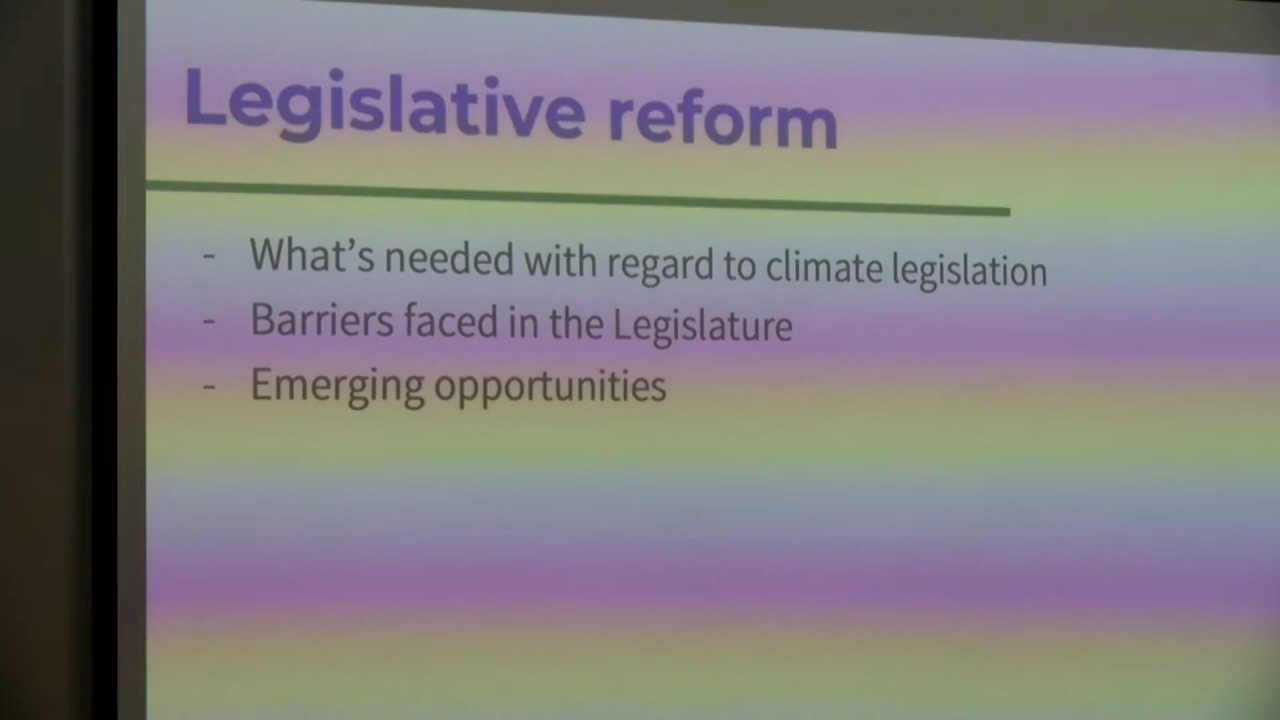 Legislative reform
- What’s needed with regard to climate legislation
- Barriers faced in the Legislature
- Emerging opportunities